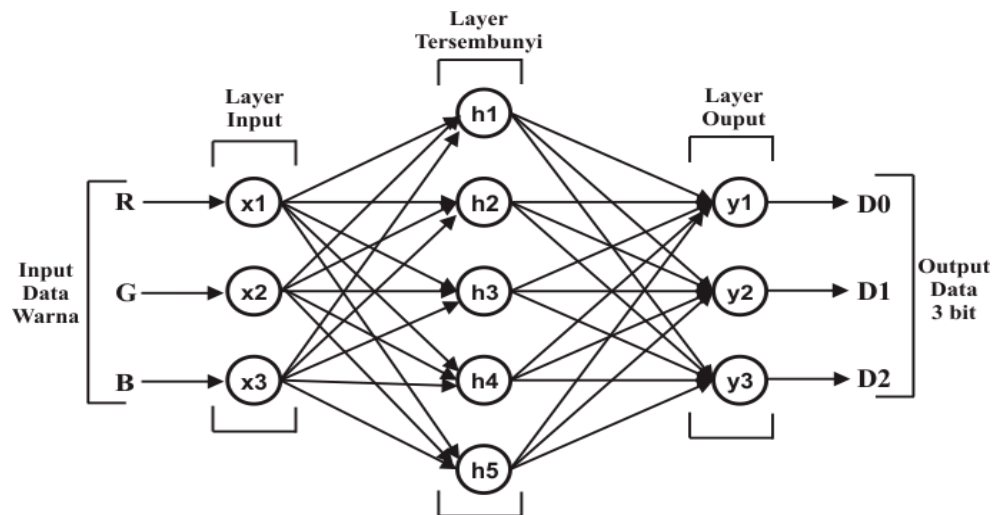 Layer
Tersembunyi
Layer
Input
Layer
Ouput
h1
R
x1
h2
y1
D0
Input
Data
Warna
G
x2
h3
y2
D1
Output
Data
3 bit
B
x3
h4
y3
D2
h5